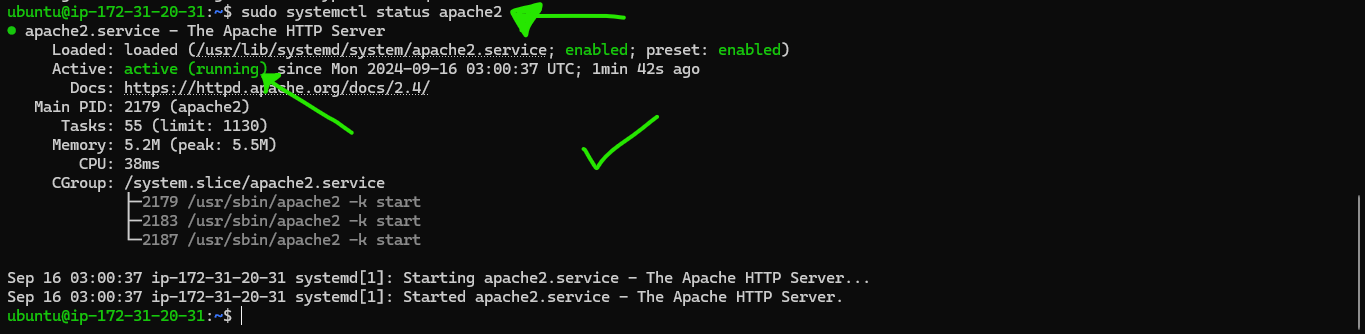 ubuntu@ip-172-31-20-31:~$ sudo systemctl status apache2
● apache2.service - The Apache HTTP Server
Loaded: loaded (/usr/lib/systemd/system/apache2.service; enabled; preset: enabled)
Active: active (running) since Mon 2024-09-16 03:00:37 UTC; 1min 42s ago
Docs: https://httpd.apache.org/docs/2.4/
Main PID: 2179 (apache2)
Tasks: 55 (limit: 1130)
Memory: 5.2M (peak: 5.5M)
CPU: 38ms
CGroup: /system.slice/apache2.service
├─2179 /usr/sbin/apache2 -k start
├─2183 /usr/sbin/apache2 -k start
└─2187 /usr/sbin/apache2 -k start
Sep 16 03:00:37 ip-172-31-20-31 systemd[1]: Starting apache2.service - The Apache HTTP Server...
Sep 16 03:00:37 ip-172-31-20-31 systemd[1]: Started apache2.service - The Apache HTTP Server.
ubuntu@ip-172-31-20-31:~$